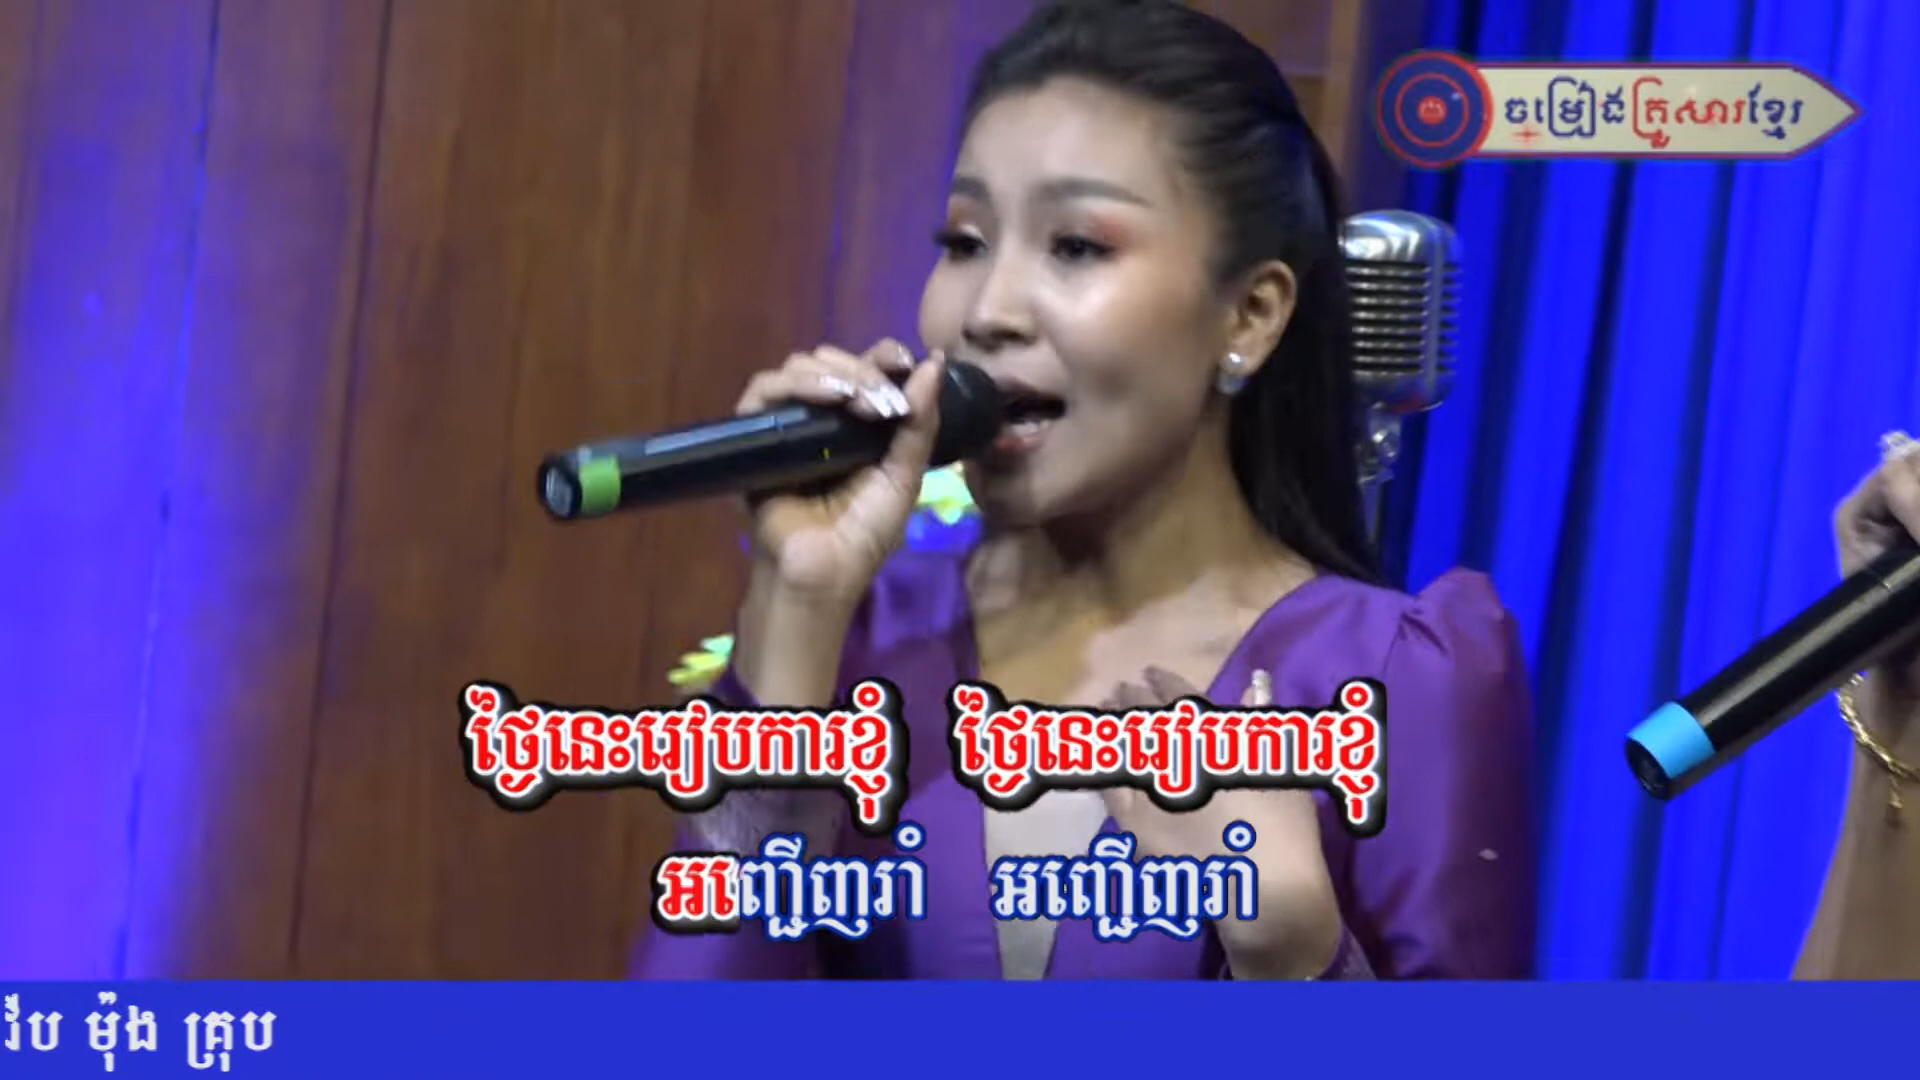 ចម្រៀងគ្រួសារខ្មែរ
ថ្ងៃនេះរៀបការខ្ញុំ ថ្ងៃនេះរៀបការខ្ញុំ
អញ្ជើញរាំ អញ្ជើញរាំ
ម៉ុង គ្រុប